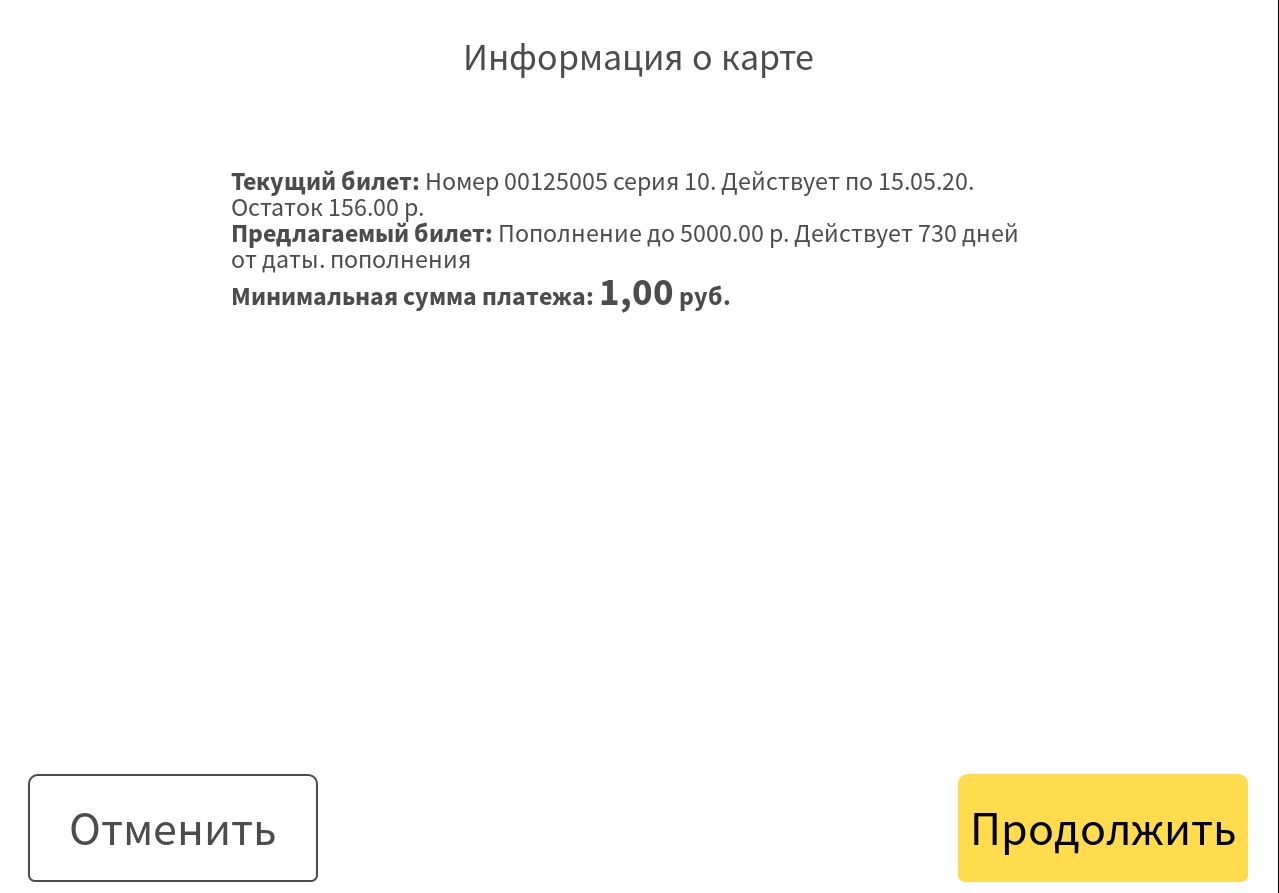 Информация о карте
Текущий билет: Номер 00125005 серия 10. Действует по 15.05.20.
Остаток 156.00 р.
Предлагаемый билет: Пополнение до 5000.00 р. Действует 730 дней
от даты. пополнения
Минимальная сумма платежа: 1,00 руб.
Отменить
Продолжить